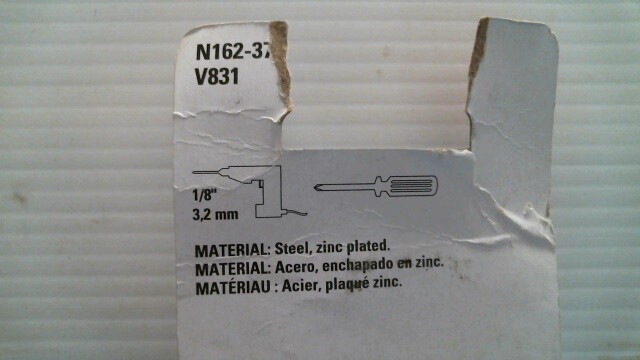 N162-37
V831
1/8"
3,2 mm
MATERIAL: Steel, zinc plated.
MATERIAL: Acero, enchapado en zinc.
MATÉRIAU : Acier, plaqué zinc.